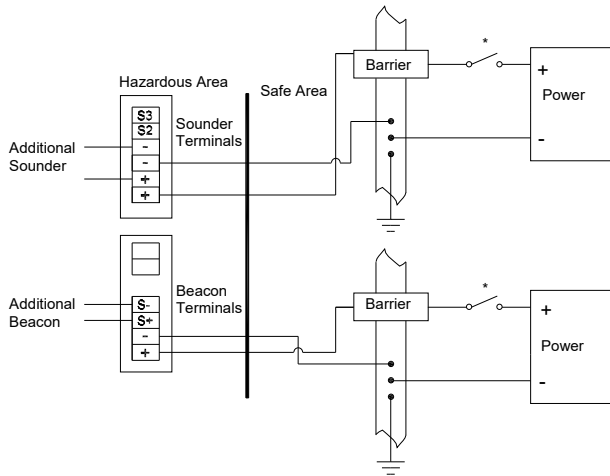 *
Barrier
+
Power
-
Hazardous Area
Safe Area
S3
S2
-
-
+
+
Sounder
Terminals
Additional
Sounder
*
Barrier
+
Power
-
Beacon
Terminals
Additional
Beacon
S-
S+
-
+